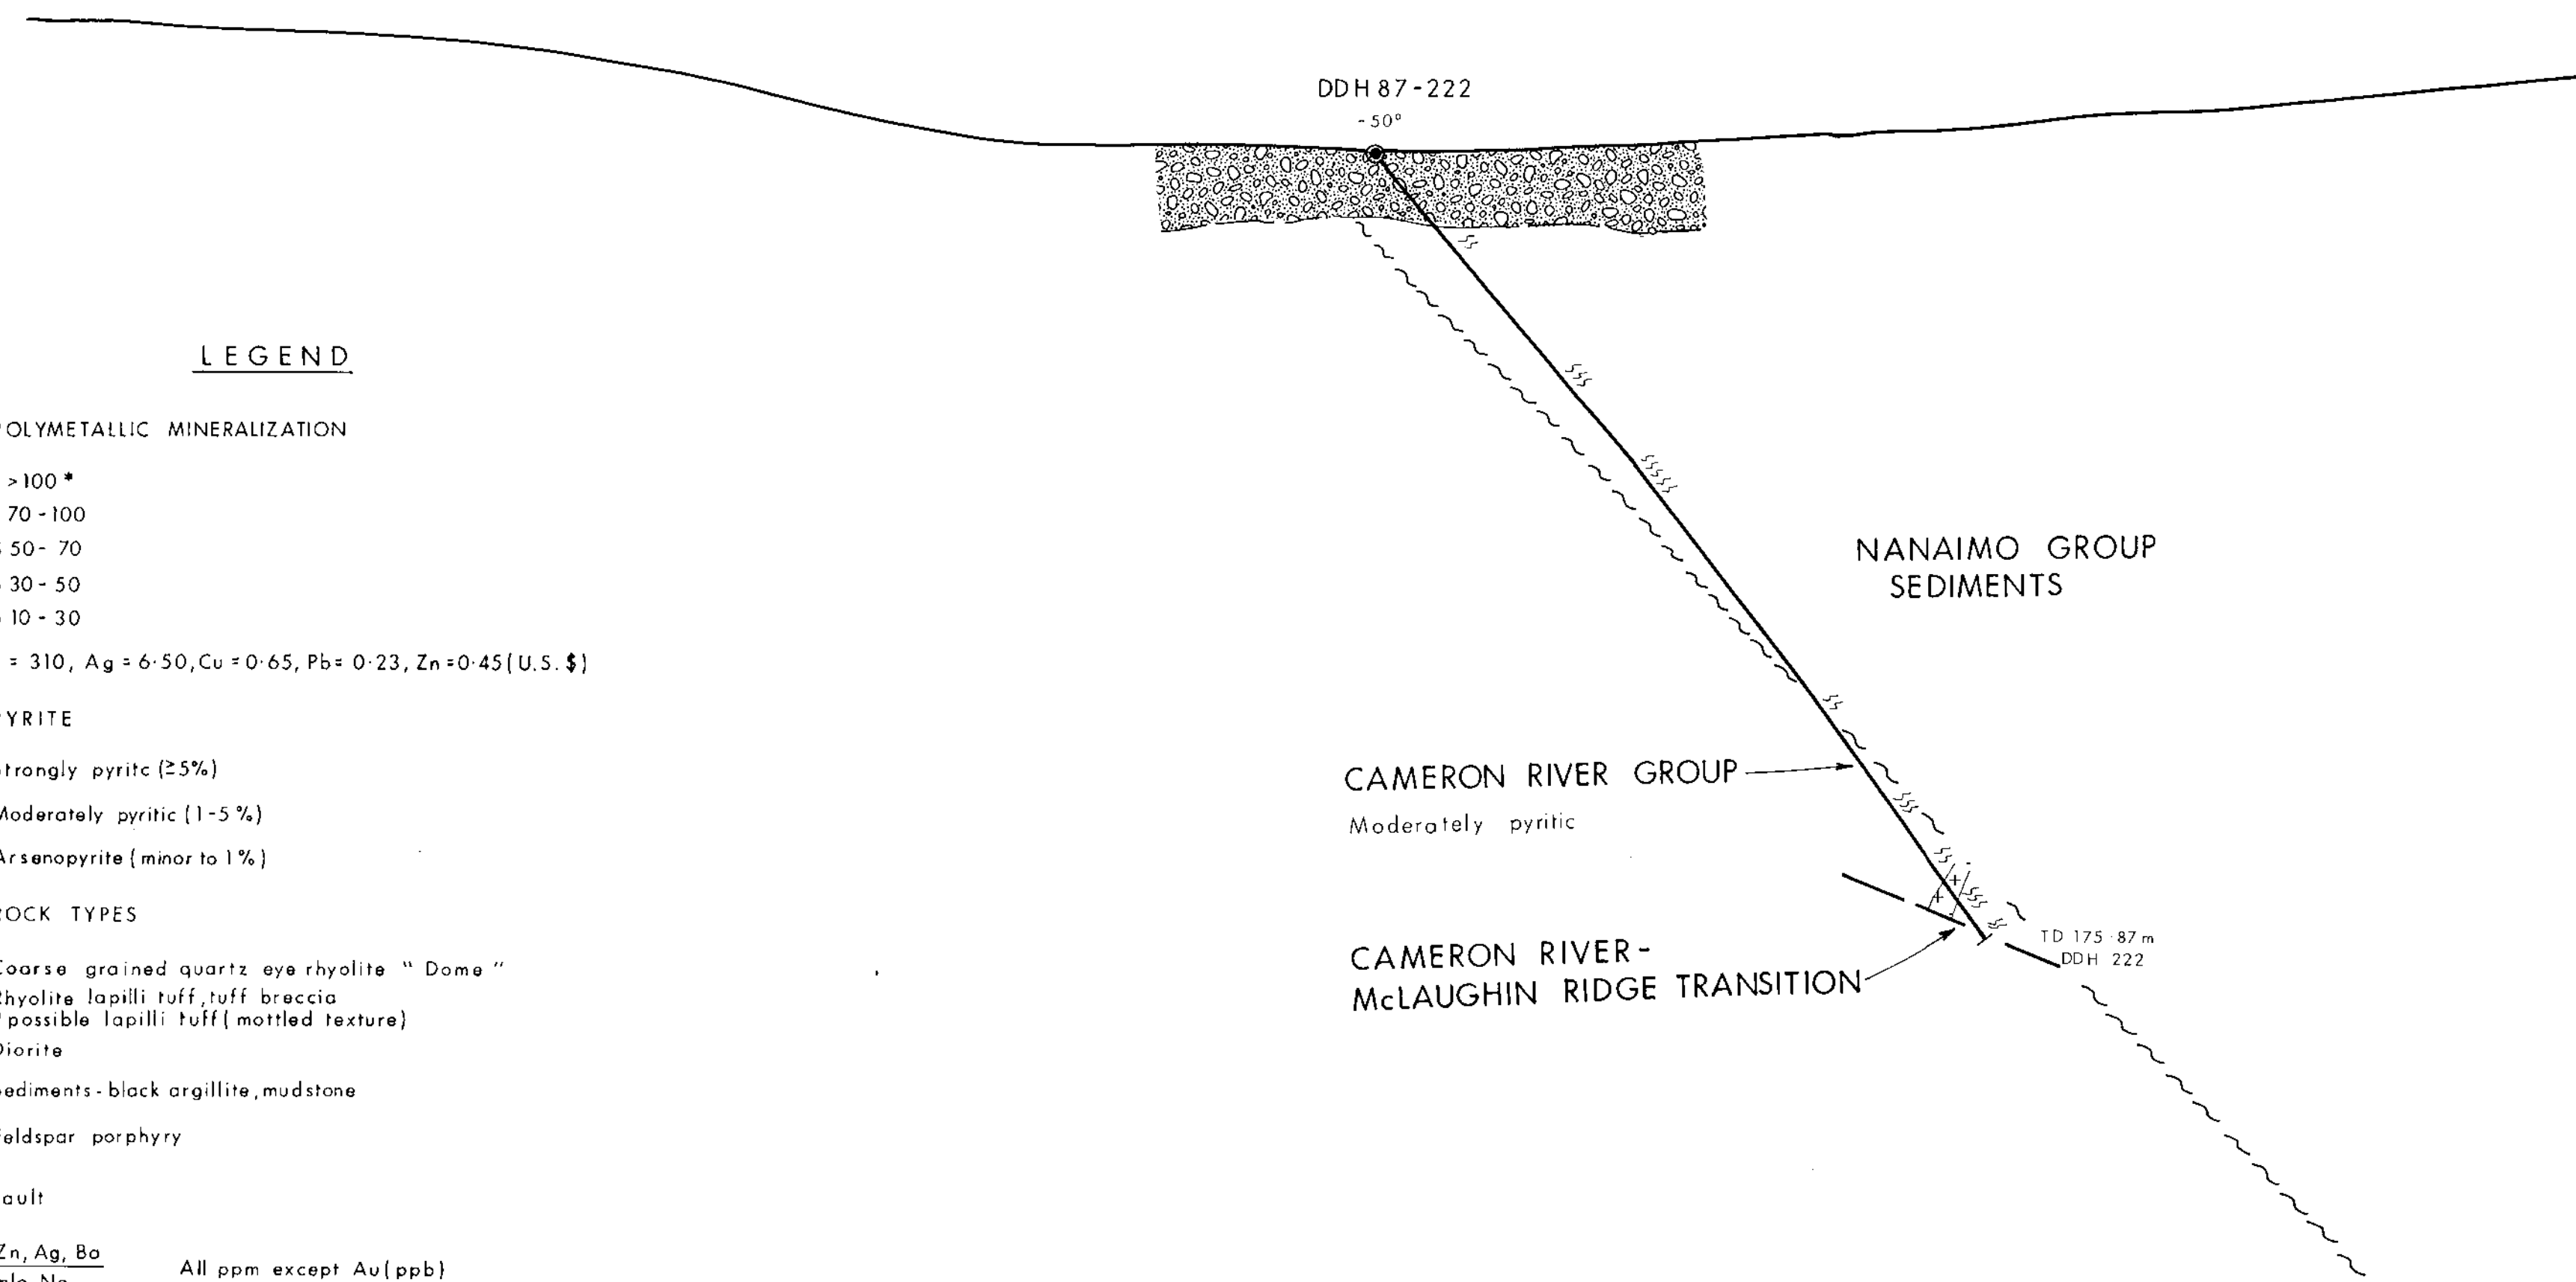 DDH 87-222
-50°
LEGEND
OLYMETALLIC MINERALIZATION
>100 *
70 - 100
50 - 70
30 - 50
10 - 30
= 310, Ag = 6·50, Cu = 0·65, Pb = 0·23, Zn = 0·45 (U.S. $)
YRITE
trongly pyritc (≥5%)
Moderately pyritic (1-5 %)
Arsenopyrite (minor to 1%)
OCK TYPES
Coarse grained quartz eye rhyolite " Dome "
Rhyolite lapilli tuff, tuff breccia
possible lapilli tuff (mottled texture)
Diorite
ediments - black argillite, mudstone
eldspar porphyry
ault
Zn, Ag, Ba
All ppm except Au (ppb)
NANAIMO GROUP
SEDIMENTS
CAMERON RIVER GROUP
Moderately pyritic
CAMERON RIVER-
McLAUGHIN RIDGE TRANSITION
TD 175·87 m
DDH 222